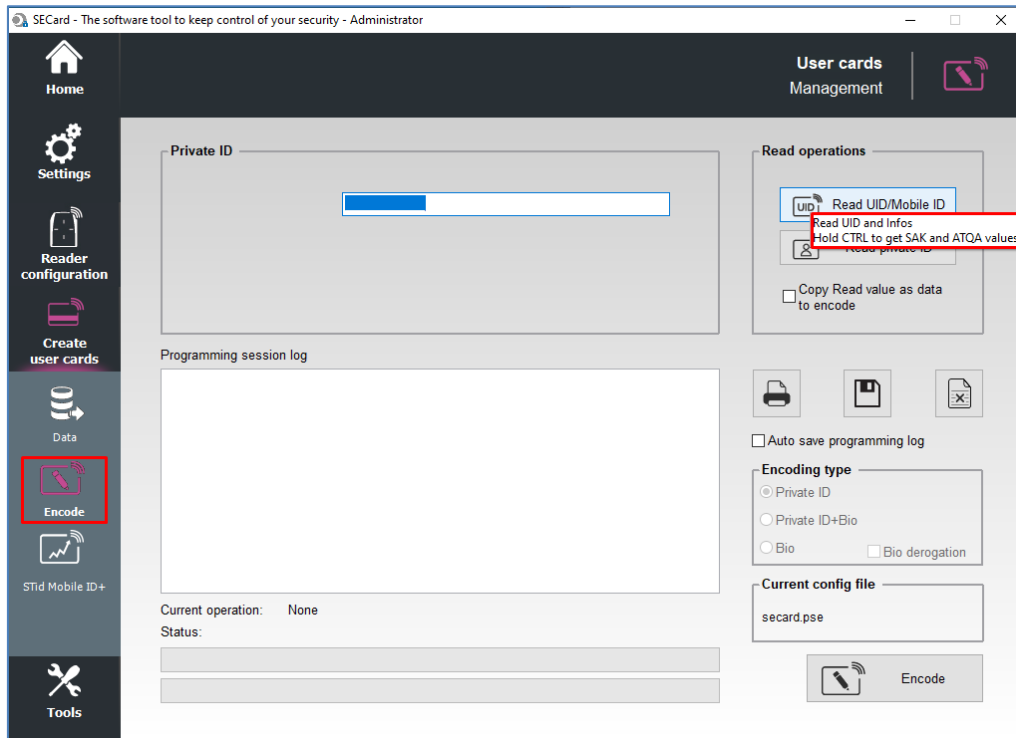 SECard - The software tool to keep control of your security - Administrator
Home
User cards
Management
Settings
Reader
configuration
Create
user cards
Data
Encode
STid Mobile ID+
Tools
Private ID
Programming session log
Current operation: None
Status:
Read operations
UID Read UID/Mobile ID
Read UID and Infos
Hold CTRL to get SAK and ATQA values
Read private ID
Copy Read value as data
to encode
Auto save programming log
Encoding type
Private ID
Private ID+Bio
Bio
Bio derogation
Current config file
secard.pse
Encode